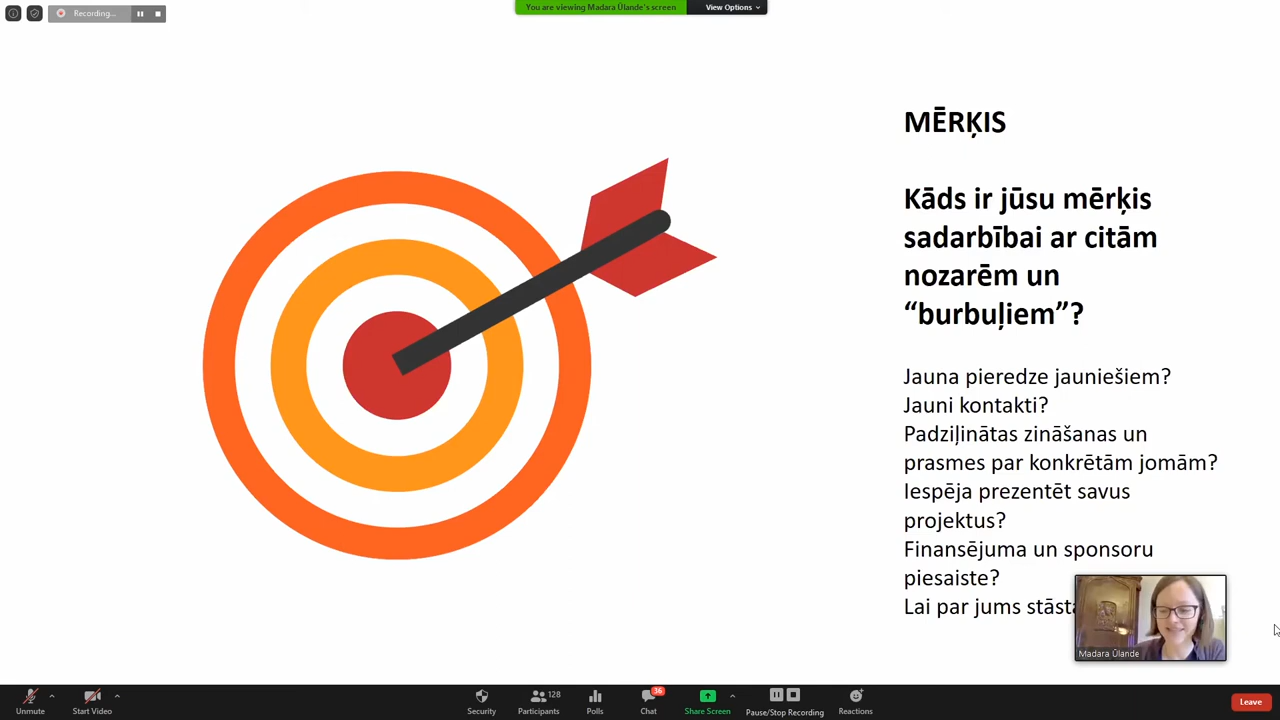 Recording...
You are viewing Madara Ūlande's screen
View Options
MĒRĶIS
Kāds ir jūsu mērķis
sadarbībai ar citām
nozarēm un
“burbuļiem”?
Jauna pieredze jauniešiem?
Jauni kontakti?
Padziļinātas zināšanas un
prasmes par konkrētām jomām?
Iespēja prezentēt savus
projektus?
Finansējuma un sponsoru
piesaiste?
Lai par jums
Madara Ūlande
Unmute
Start Video
Security
128
Participants
Polls
36
Chat
Share Screen
Pause/Stop Recording
Reactions
Leave